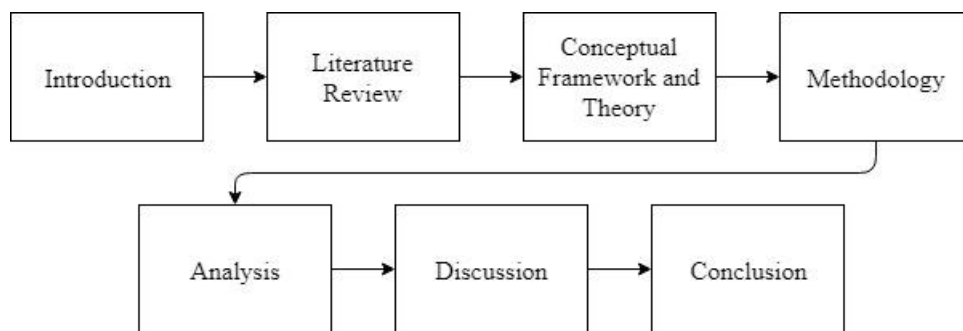 Introduction
Literature
Review
Conceptual
Framework and
Theory
Methodology
Analysis
Discussion
Conclusion